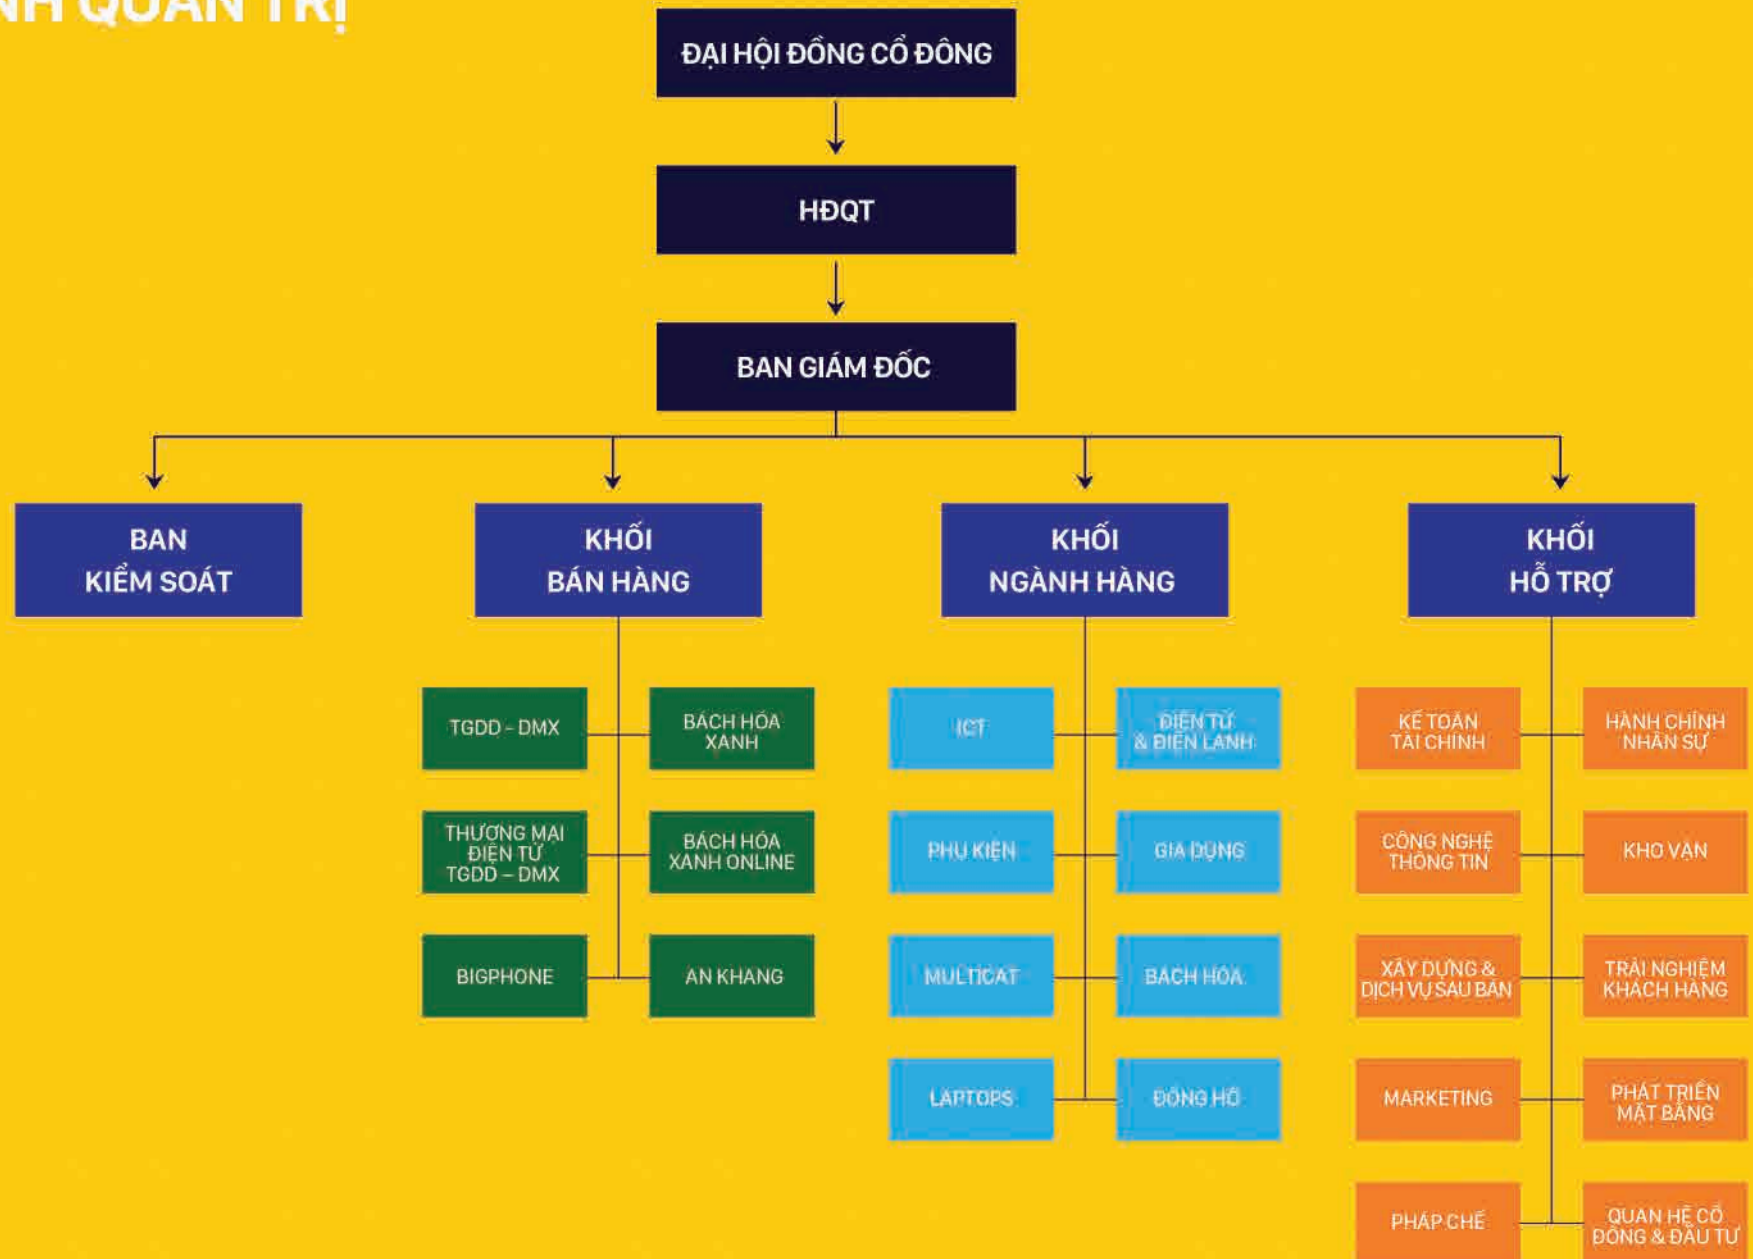 NH QUẢN TRỊ
ĐẠI HỘI ĐỒNG CỔ ĐÔNG
HĐQT
BAN GIÁM ĐỐC
BAN
KIỂM SOÁT
KHỐI
BÁN HÀNG
KHỐI
NGÀNH HÀNG
KHỐI
HỖ TRỢ
TGDD – DMX
BÁCH HÓA
XANH
THƯƠNG MẠI
ĐIỆN TỬ
TGDD – DMX
BÁCH HÓA
XANH ONLINE
BIGPHONE
AN KHANG
ICT
ĐIỆN TỬ
& ĐIỆN LẠNH
PHỤ KIỆN
GIA DỤNG
MULTICAT
BÁCH HÓA
LAPTOPS
ĐỒNG HỒ
KẾ TOÁN
TÀI CHÍNH
HÀNH CHÍNH
NHÂN SỰ
CÔNG NGHỆ
THÔNG TIN
KHO VẬN
XÂY DỰNG &
DỊCH VỤ SAU BÁN
TRẢI NGHIỆM
KHÁCH HÀNG
MARKETING
PHÁT TRIỂN
MẶT BẰNG
PHÁP CHẾ
QUAN HỆ CỔ
ĐÔNG & ĐẦU TƯ